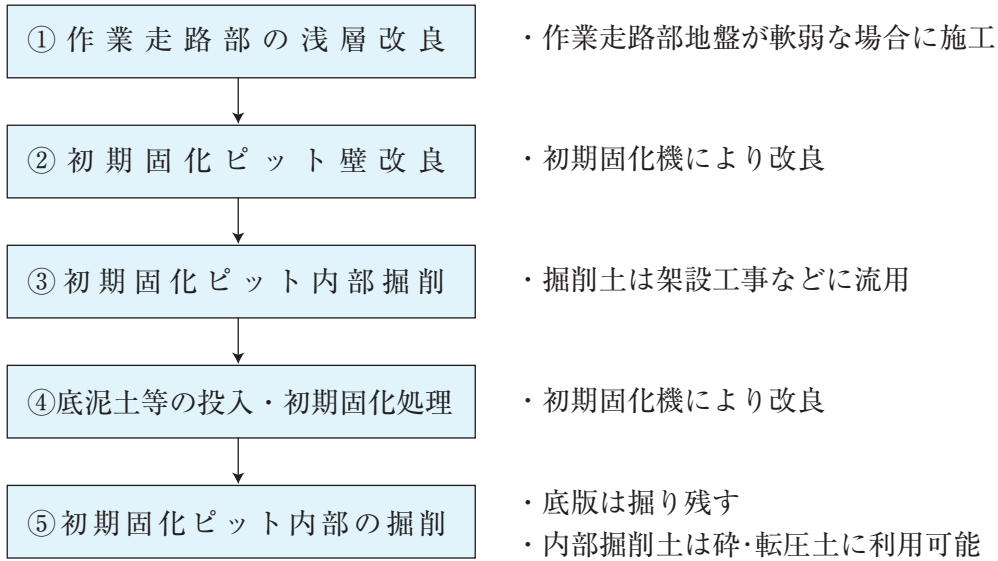 ①作業走路部の浅層改良
・作業走路部地盤が軟弱な場合に施工
②初期固化ピット壁改良
・初期固化機により改良
③初期固化ピット内部掘削
・掘削土は架設工事などに流用
④底泥土等の投入・初期固化処理
・初期固化機により改良
⑤初期固化ピット内部の掘削
・底版は掘り残す
・内部掘削土は砕･転圧土に利用可能